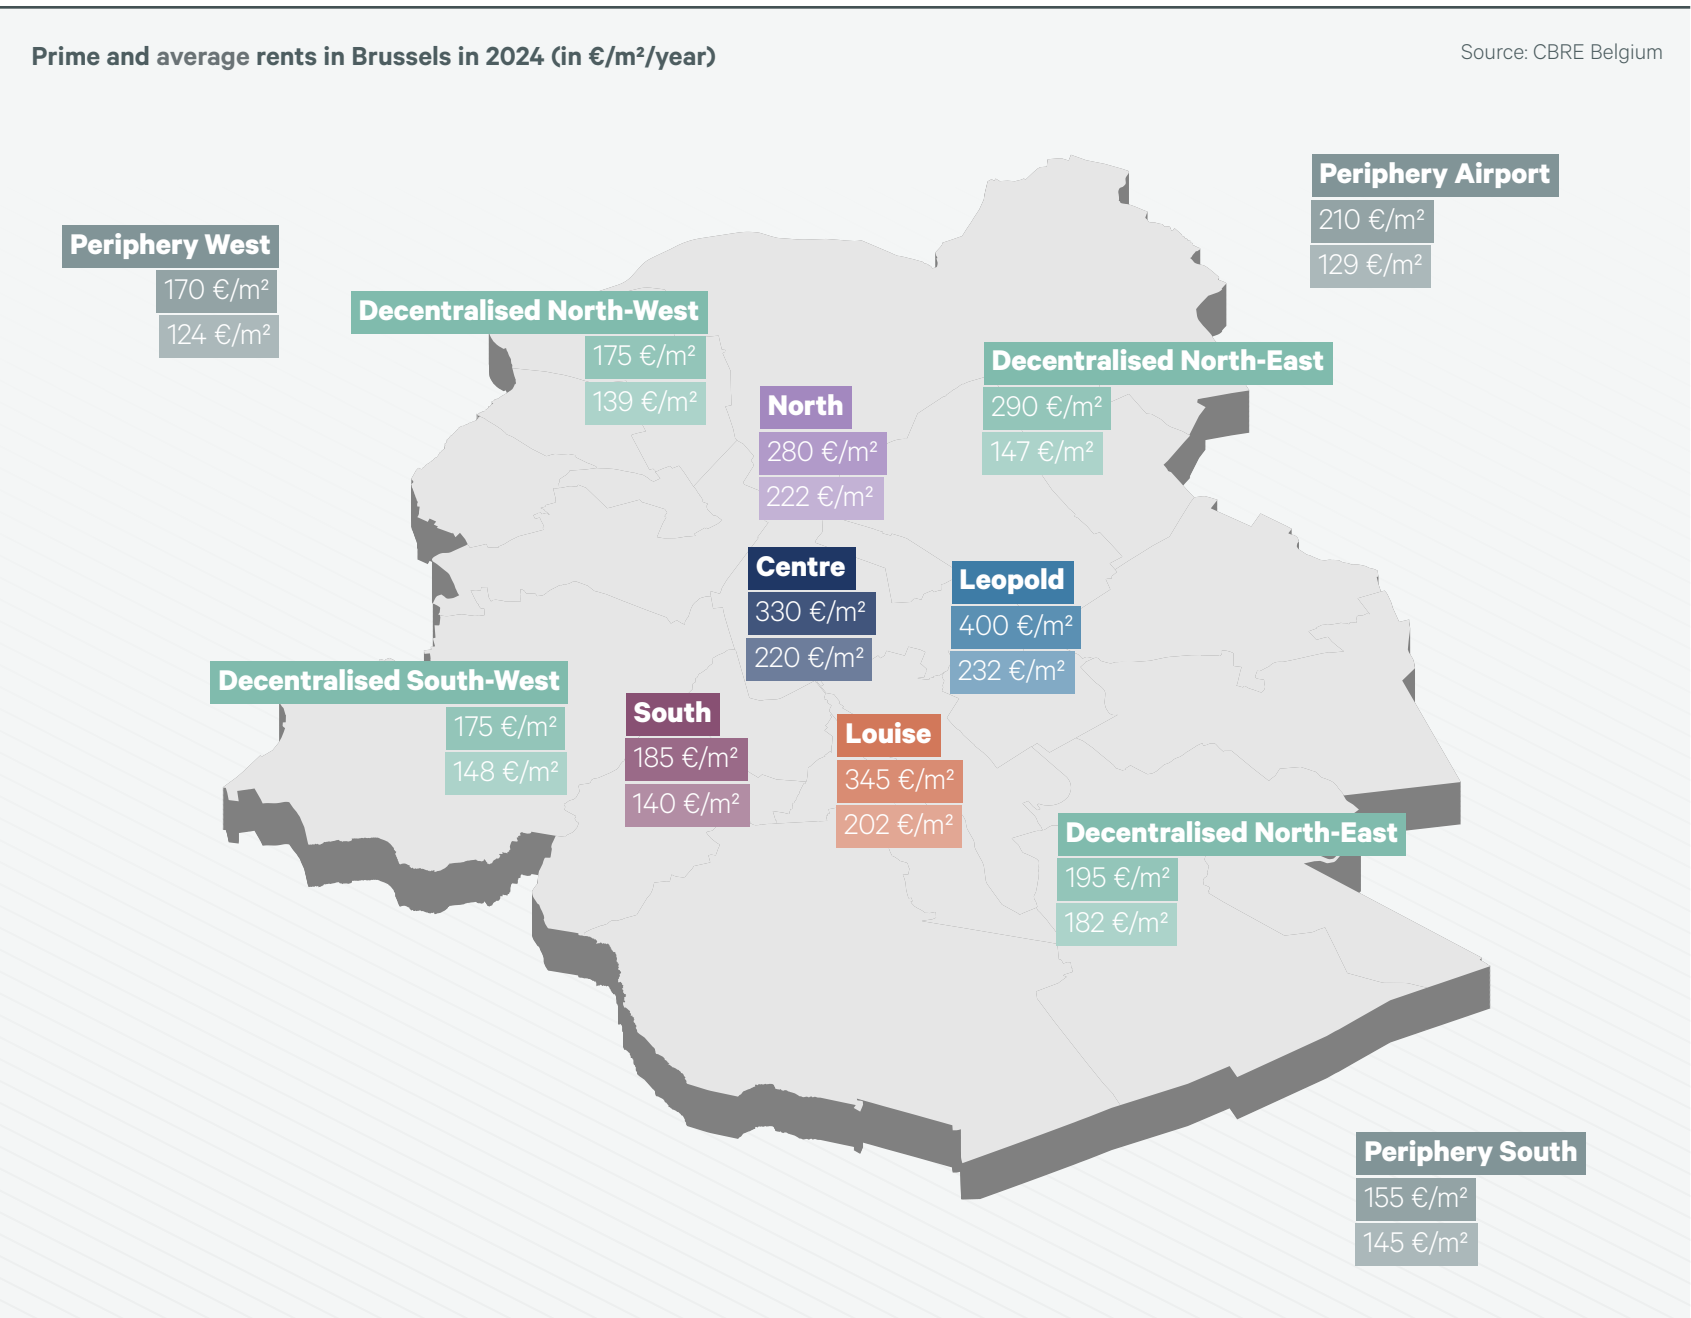 Prime and average rents in Brussels in 2024 (in €/m²/year)
Source: CBRE Belgium
Periphery Airport
210 €/m²
129 €/m²
Periphery West
170 €/m²
124 €/m²
Decentralised North-West
175 €/m²
139 €/m²
Decentralised North-East
290 €/m²
147 €/m²
North
280 €/m²
222 €/m²
Centre
330 €/m²
220 €/m²
Leopold
400 €/m²
232 €/m²
Decentralised South-West
175 €/m²
148 €/m²
South
185 €/m²
140 €/m²
Louise
345 €/m²
202 €/m²
Decentralised North-East
195 €/m²
182 €/m²
Periphery South
155 €/m²
145 €/m²